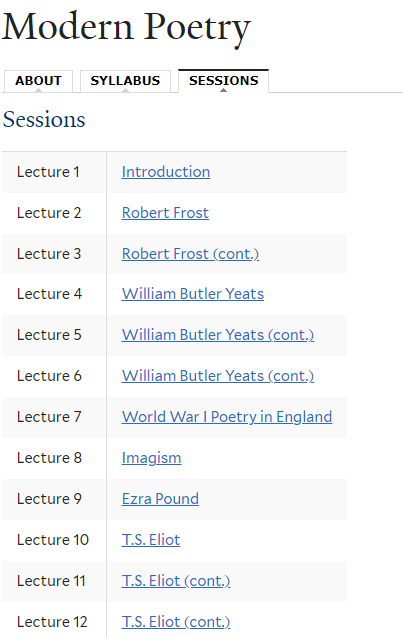 Modern Poetry
ABOUT SYLLABUS SESSIONS
Sessions
Lecture 1 Introduction
Lecture 2 Robert Frost
Lecture 3 Robert Frost (cont.)
Lecture 4 William Butler Yeats
Lecture 5 William Butler Yeats (cont.)
Lecture 6 William Butler Yeats (cont.)
Lecture 7 World War I Poetry in England
Lecture 8 Imagism
Lecture 9 Ezra Pound
Lecture 10 T.S. Eliot
Lecture 11 T.S. Eliot (cont.)
Lecture 12 T.S. Eliot (cont.)